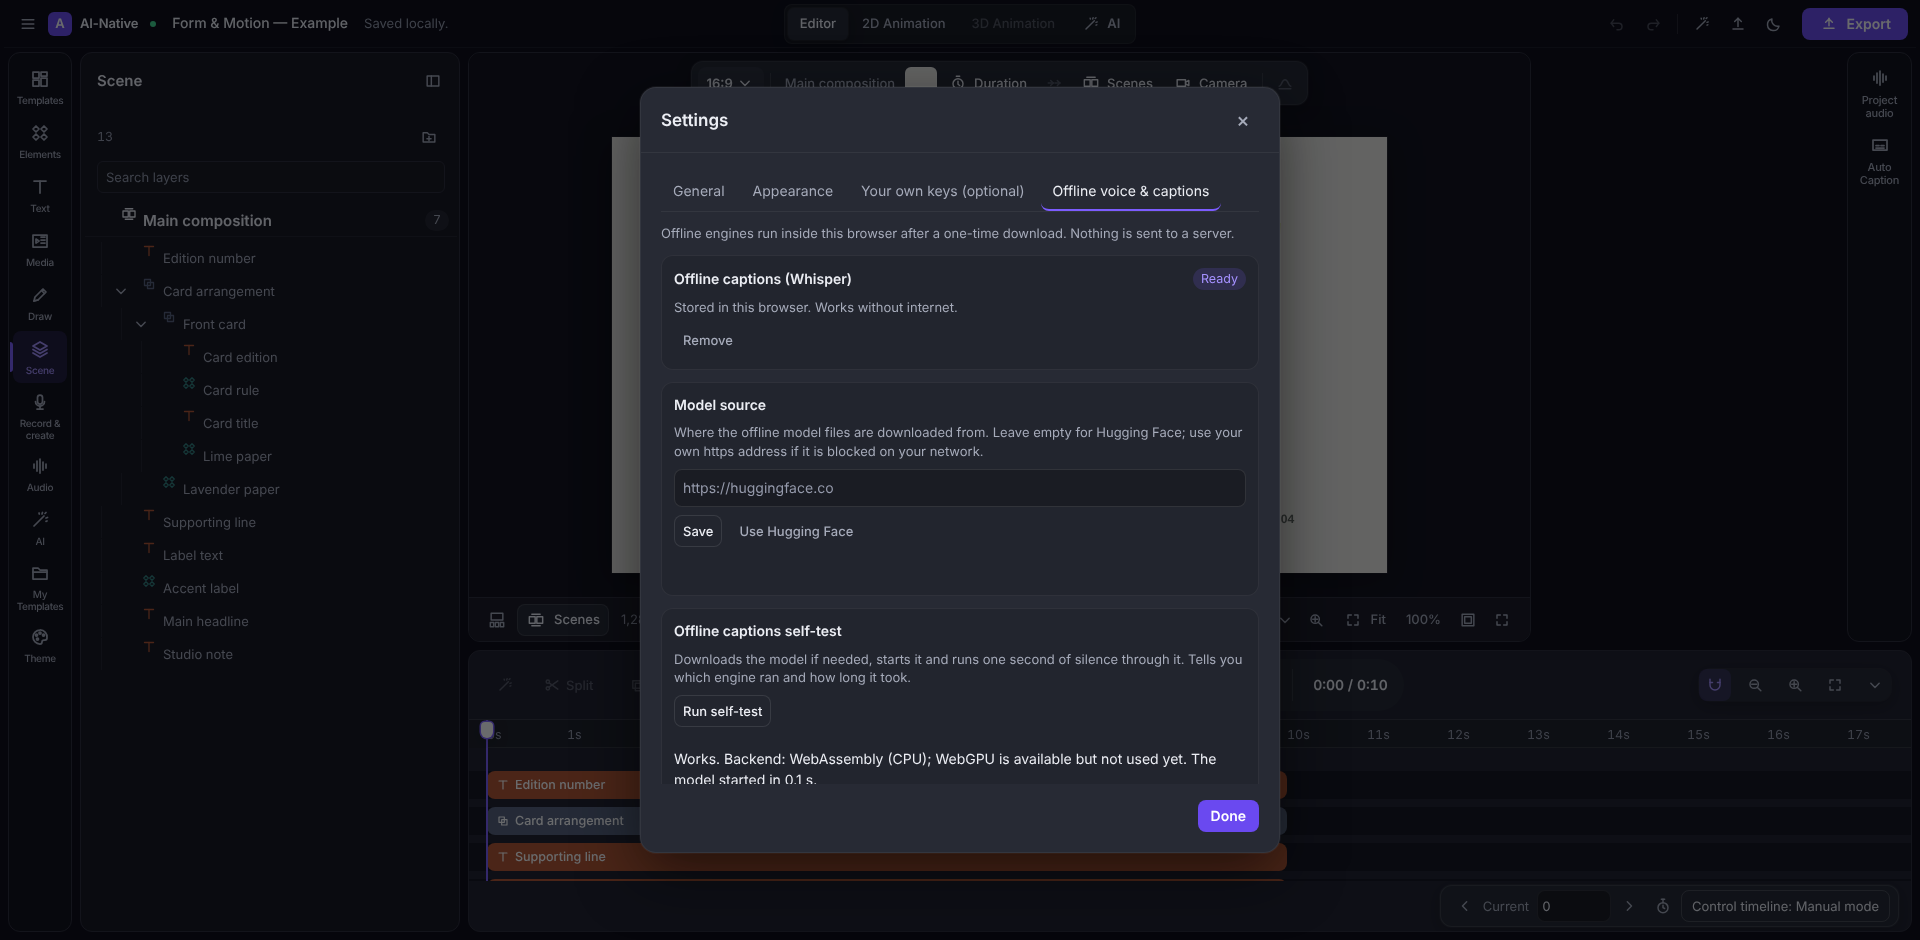 A AI-Native Form & Motion — Example Saved locally.
Editor 2D Animation 3D Animation AI
Export
Templates
Elements
Text
Media
Draw
Scene
Record &
create
Audio
AI
My
Templates
Theme
Scene
13
Search layers
Main composition 7
Edition number
Card arrangement
Front card
Card edition
Card rule
Card title
Lime paper
Lavender paper
Supporting line
Label text
Accent label
Main headline
Studio note
16:9 Main composition Duration Scenes Camera
Settings
General Appearance Your own keys (optional) Offline voice & captions
Offline engines run inside this browser after a one-time download. Nothing is sent to a server.
Offline captions (Whisper) Ready
Stored in this browser. Works without internet.
Remove
Model source
Where the offline model files are downloaded from. Leave empty for Hugging Face; use your
own https address if it is blocked on your network.
https://huggingface.co
Save Use Hugging Face
Offline captions self-test
Downloads the model if needed, starts it and runs one second of silence through it. Tells you
which engine ran and how long it took.
Run self-test
Works. Backend: WebAssembly (CPU); WebGPU is available but not used yet. The
model started in 0.1 s.
Done
04
Scenes
Fit 100%
Project
audio
Auto
Caption
Split
0:00 / 0:10
1s 10s 11s 12s 13s 14s 15s 16s 17s
Edition number
Card arrangement
Supporting line
Current 0 Control timeline: Manual mode